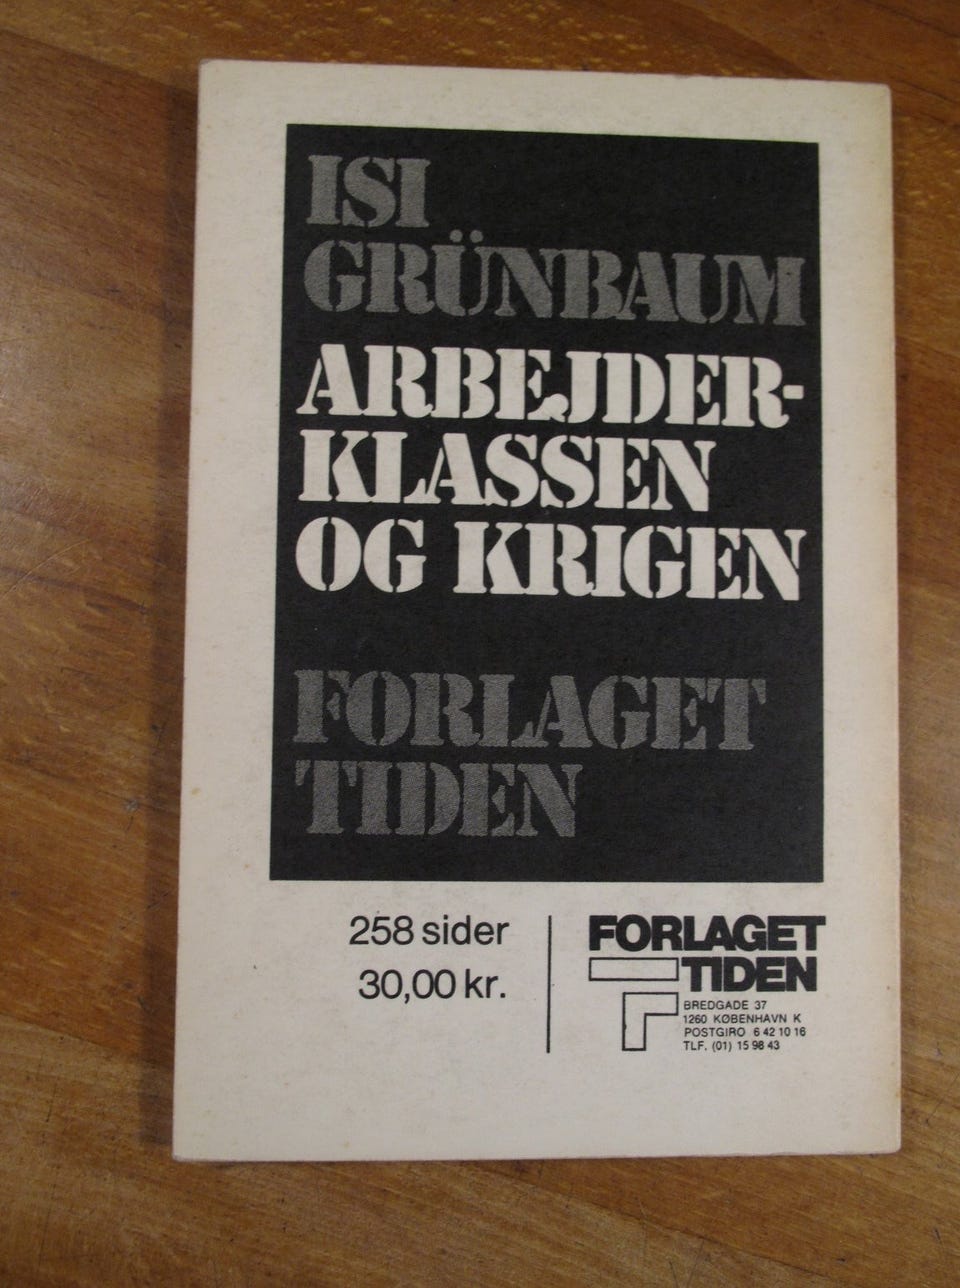 ISI
GRÜNBAUM
ARBEJDER-
KLASSEN
OG KRIGEN
FORLAGET
TIDEN
258 sider
30,00 kr.
FORLAGET
TIDEN
BREDGADE 37
1260 KØBENHAVN K
POSTGIRO 6 42 10 16
TLF. (01) 15 98 43